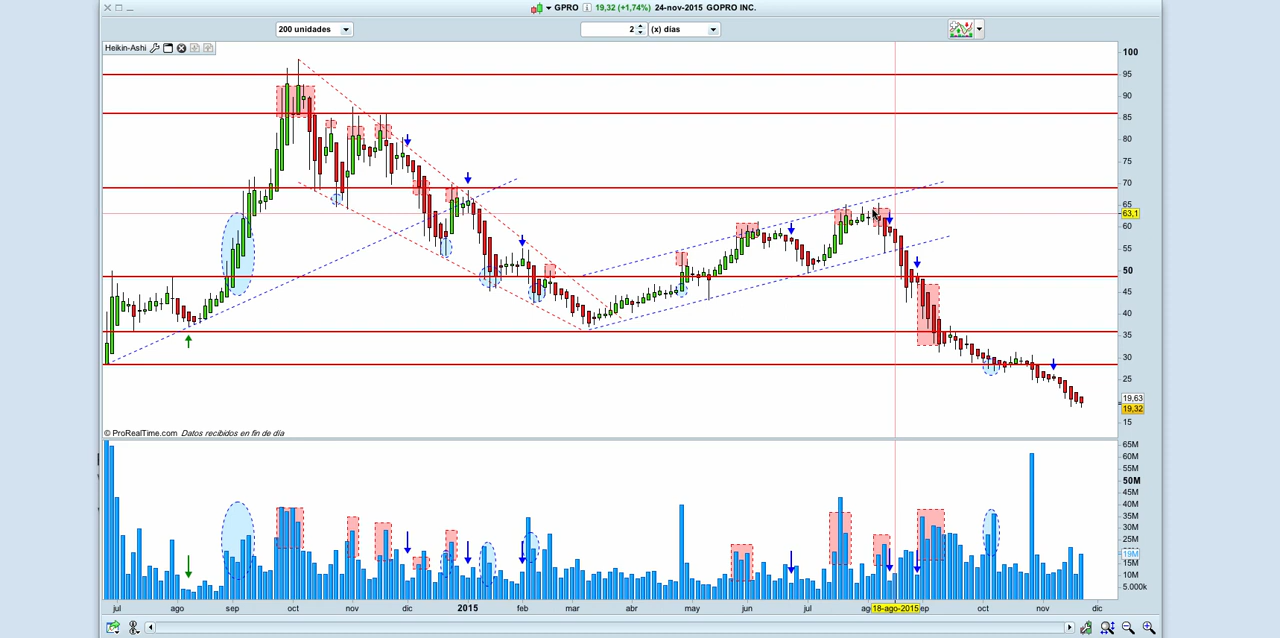 GPRO 19,32 (+1,74%) 24-nov-2015 GOPRO INC.
200 unidades 2 (x) días
Heikin-Ashi
100
95
90
85
80
75
70
65
63,1
60
55
50
45
40
35
30
25
19,63
19,32
15
© ProRealTime.com Datos recibidos en fin de día
65M
60M
55M
50M
45M
40M
35M
30M
25M
19M
15M
10M
5.000k
jul ago sep oct nov dic 2015 feb mar abr may jun jul ag 18-ago-2015 ep oct nov dic